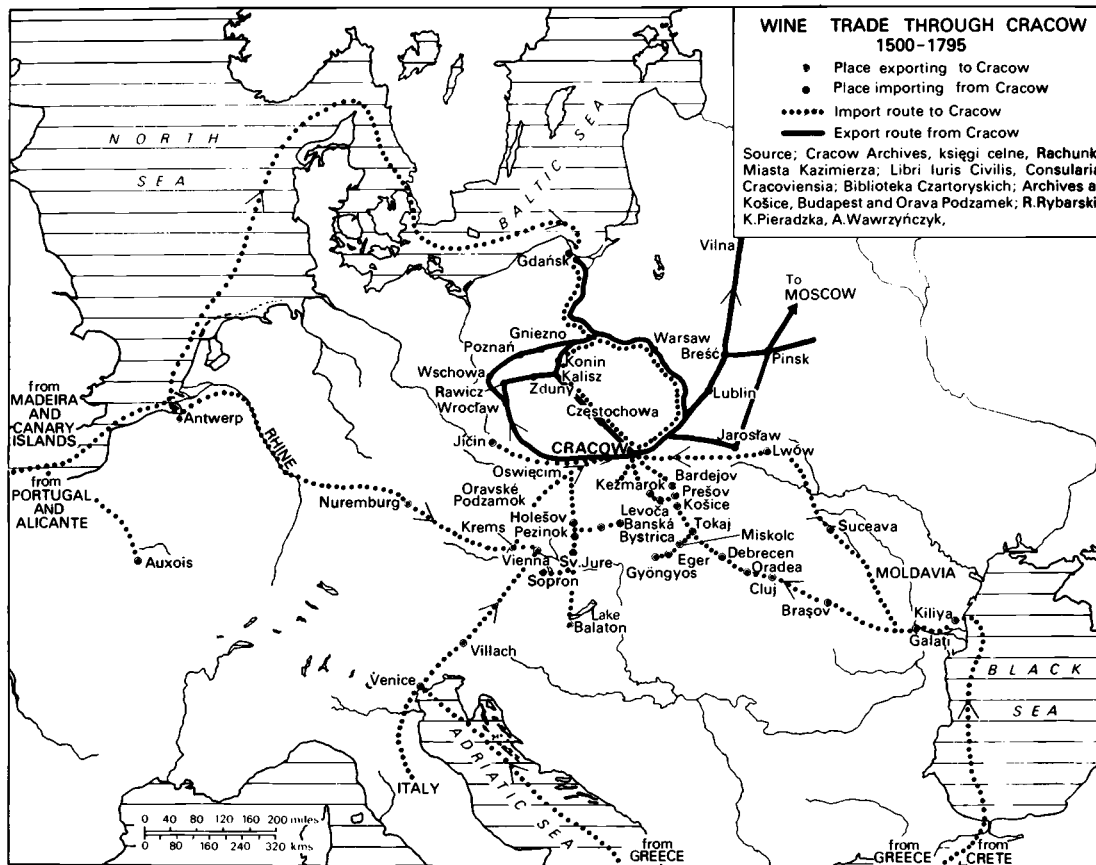 WINE TRADE THROUGH CRACOW
1500–1795
Place exporting to Cracow
Place importing from Cracow
Import route to Cracow
Export route from Cracow
Source; Cracow Archives, księgi celne, Rachunk
Miasta Kazimierza; Libri Iuris Civilis, Consularia
Cracoviensia; Biblioteka Czartoryskich; Archives a
Košice, Budapest and Orava Podzamek; R.Rybarski
K.Pieradzka, A.Wawrzyńczyk,
NORTH
SEA
BALTIC SEA
Vilna
Gdańsk
To
MOSCOW
Gniezno
Poznań
Warsaw
Breść
Pinsk
Konin
Kalisz
Wschowa
Zduny
Rawicz
Wrocław
Lublin
from
MADEIRA
AND
CANARY
ISLANDS
Antwerp
Częstochowa
RHINE
Jičin
CRACOW
Jarosław
Lwów
Oswięcim
Bardejov
from
PORTUGAL
AND
ALICANTE
Oravské
Podzamok
Kežmarok
Prešov
Košice
Nuremburg
Levoča
Holešov
Banská
Bystrica
Tokaj
Krems
Pezinok
Miskolc
Suceava
Vienna
Sv.Jure
Eger
Debrecen
Auxois
Sopron
Gyöngyos
Oradea
MOLDAVIA
Cluj
Lake
Balaton
Braşov
Kiliya
Galaţi
Villach
BLACK
SEA
Venice
ADRIATIC SEA
ITALY
0 40 80 120 160 200 miles
0 80 160 240 320 kms
from
GREECE
from
GREECE
from
CRETE